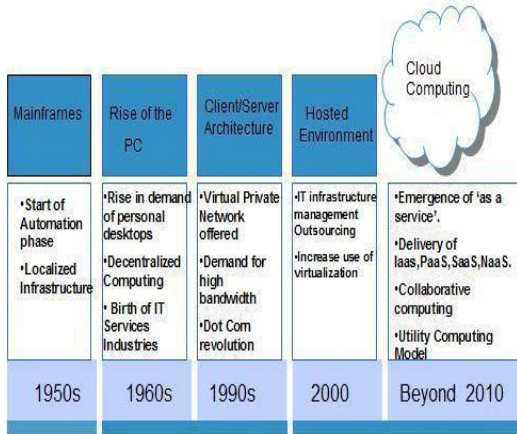 Mainframes
Rise of the
PC
Client/Server
Architecture
Hosted
Environment
Cloud
Computing
•Start of
Automation
phase
•Localized
Infrastructure
•Rise in demand
of personal
desktops
•Decentralized
Computing
• Birth of IT
Services
Industries
•Virtual Private
Network
offered
•Demand for
high
bandwidth
•Dot Com
revolution
•IT infrastructure
management
Outsourcing
•Increase use of
virtualization
•Emergence of ‘as a
service’.
•Delivery of
Iaas,PaaS,SaaS,NaaS.
•Collaborative
computing
•Utility Computing
Model
1950s
1960s
1990s
2000
Beyond 2010